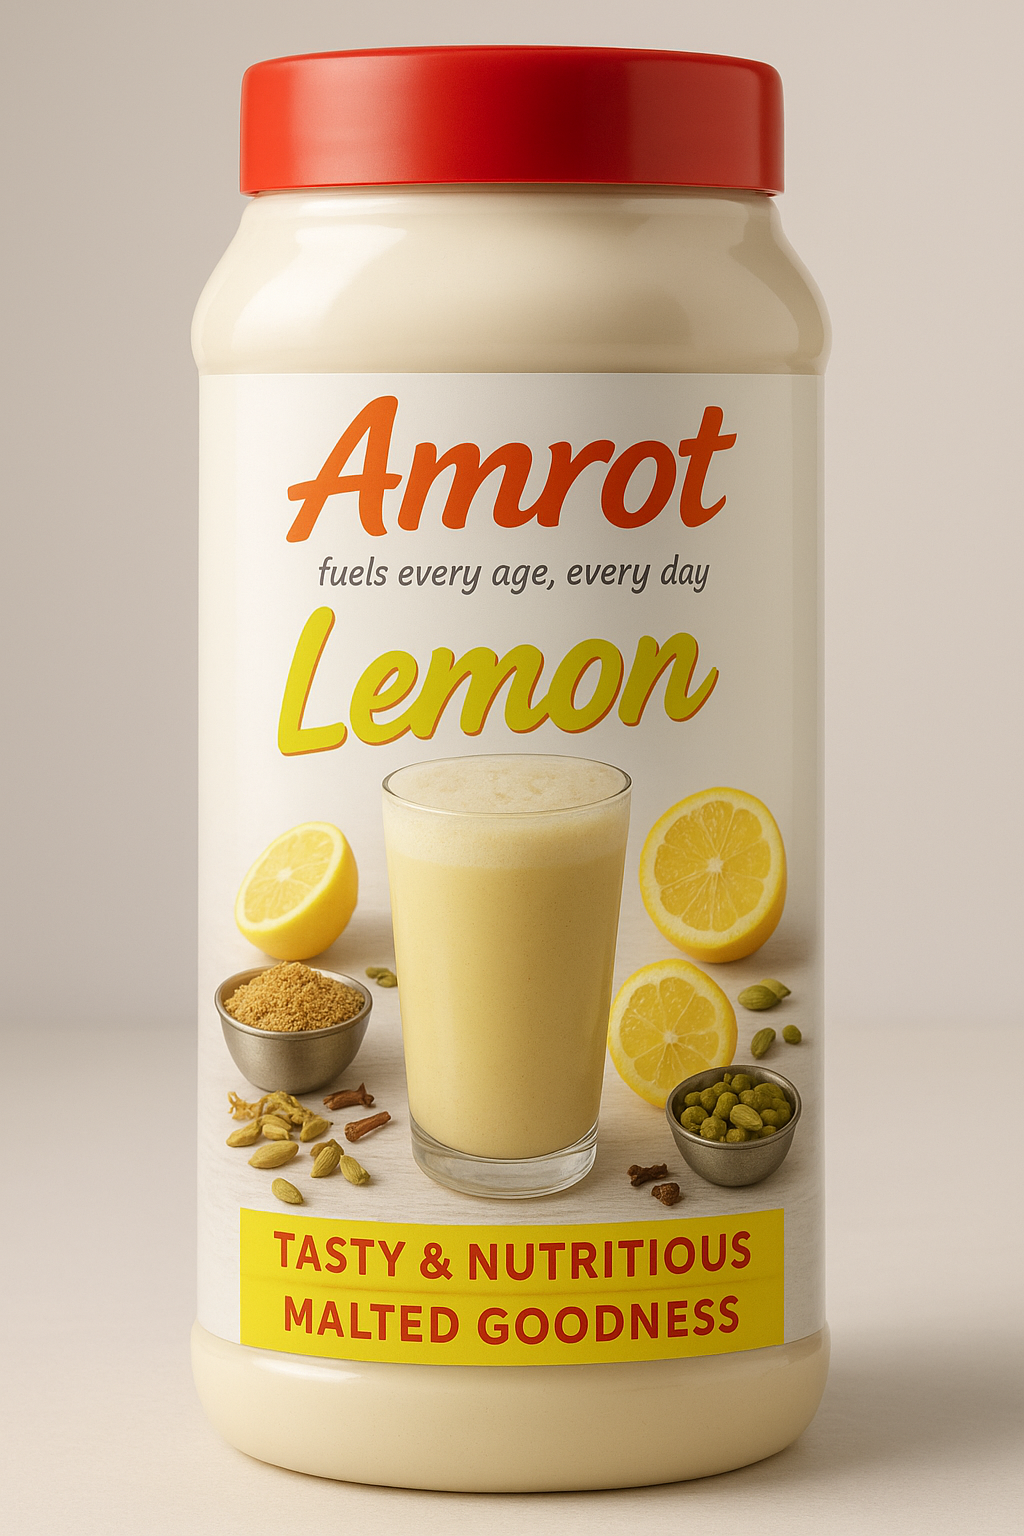 Amrot
fuels every age, every day
Lemon
TASTY & NUTRITIOUS
MALTED GOODNESS